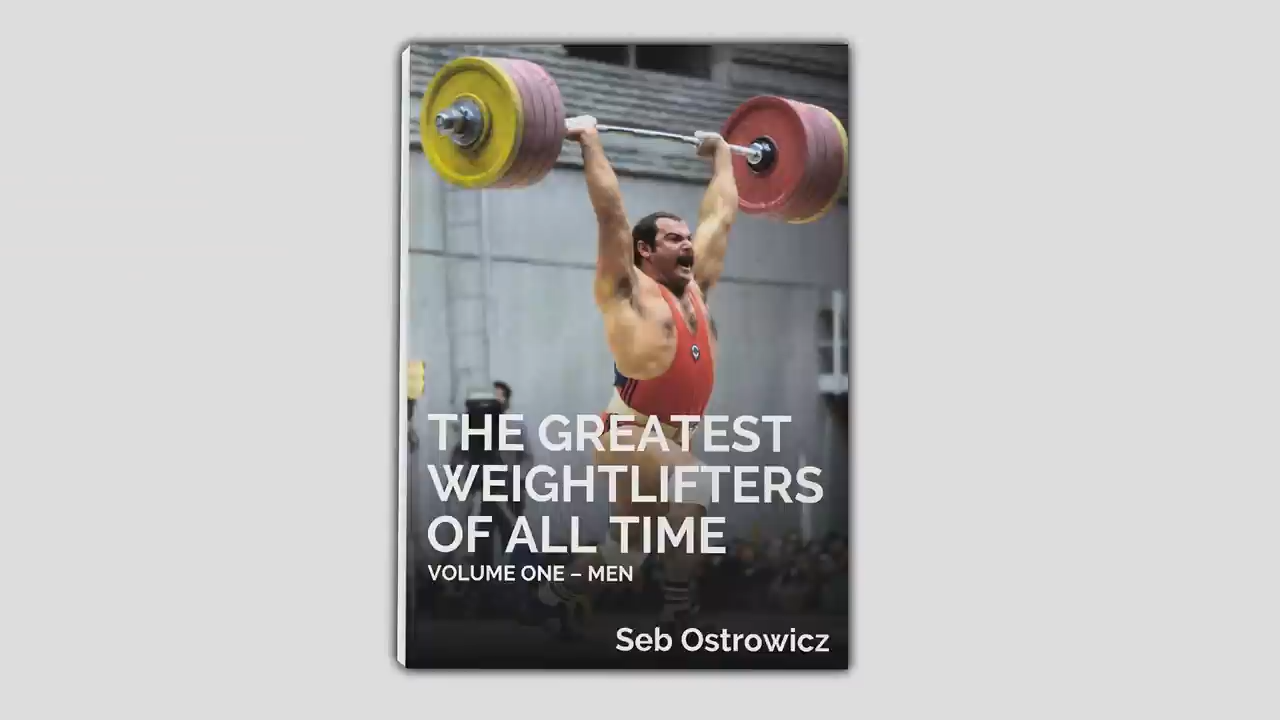 THE GREATEST
WEIGHTLIFTERS
OF ALL TIME
VOLUME ONE – MEN
Seb Ostrowicz